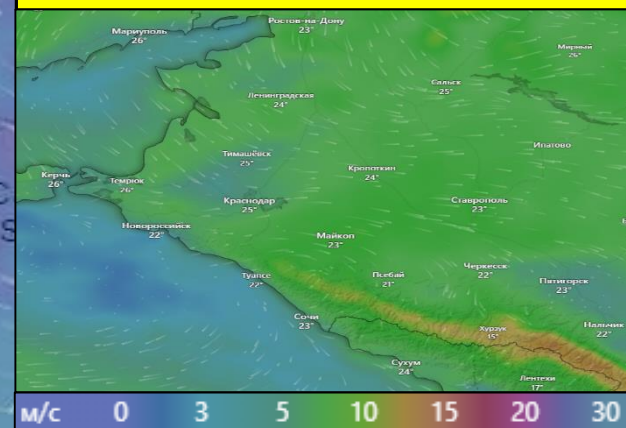 Ростов-на-Дону
23°
Мариуполь
26°
Мирный
26°
Сальск
25°
Ленинградская
24°
Ипатово
Тимашёвск
25°
Кропоткин
24°
Керчь
26°
Темрюк
26°
Краснодар
25°
Ставрополь
23°
Новороссийск
22°
Майкоп
23°
Черкесск
22°
Туапсе
22°
Псебай
21°
Пятигорск
23°
Сочи
23°
Хурзук
15°
Нальчик
22°
Сухум
24°
Лентехи
17°
м/с 0 3 5 10 15 20 30